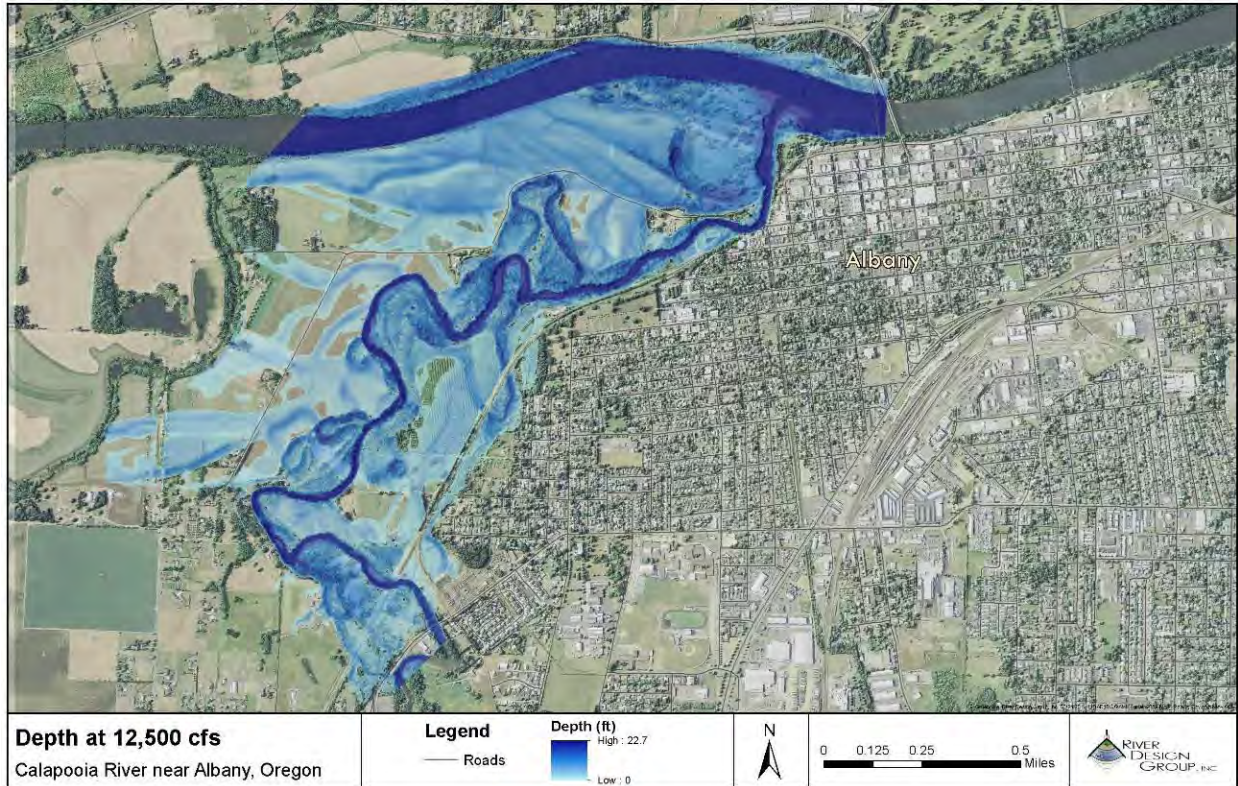 Albany
Depth at 12,500 cfs
Calapooia River near Albany, Oregon
Legend
Roads
Depth (ft)
High : 22.7
Low : 0
N
0 0.125 0.25 0.5
Miles
RIVER
DESIGN
GROUP, INC